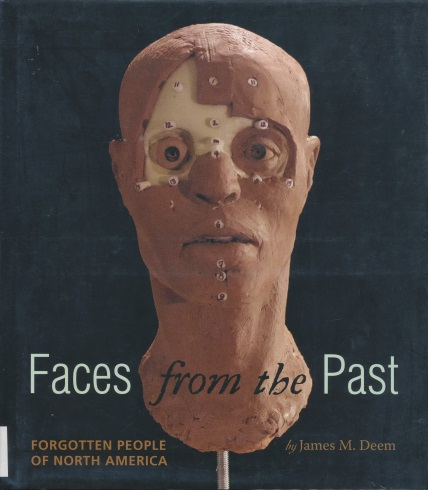 Faces from the Past
FORGOTTEN PEOPLE
OF NORTH AMERICA
by James M. Deem